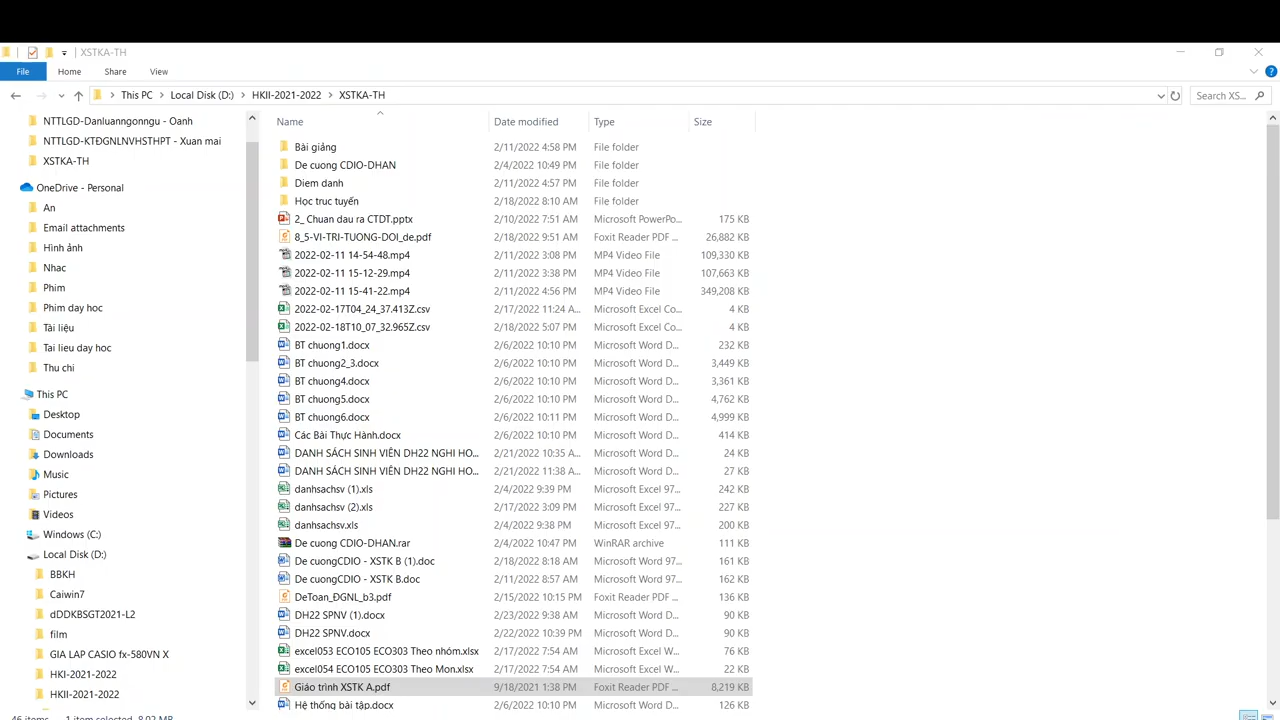 XSTKA-TH
File Home Share View
This PC Local Disk (D:) HKII-2021-2022 XSTKA-TH Search XS...
NTTLGD-Danluanngonngu - Oanh
NTTLGD-KTĐGNLNVHSTHPT - Xuan mai
XSTKA-TH
OneDrive - Personal
An
Email attachments
Hình ảnh
Nhac
Phim
Phim day hoc
Tài liệu
Tai lieu day hoc
Thu chi
This PC
Desktop
Documents
Downloads
Music
Pictures
Videos
Windows (C:)
Local Disk (D:)
BBKH
Caiwin7
dDDKBSGT2021-L2
film
GIA LAP CASIO fx-580VN X
HKI-2021-2022
HKII-2021-2022
Name Date modified Type Size
Bài giảng 2/11/2022 4:58 PM File folder
De cuong CDIO-DHAN 2/4/2022 10:49 PM File folder
Diem danh 2/11/2022 4:57 PM File folder
Học truc tuyến 2/18/2022 8:10 AM File folder
2_ Chuan dau ra CTDT.pptx 2/10/2022 7:51 AM Microsoft PowerPo... 175 KB
8_5-VI-TRI-TUONG-DOI_de.pdf 2/18/2022 9:51 AM Foxit Reader PDF ... 26,882 KB
2022-02-11 14-54-48.mp4 2/11/2022 3:08 PM MP4 Video File 109,330 KB
2022-02-11 15-12-29.mp4 2/11/2022 3:38 PM MP4 Video File 107,663 KB
2022-02-11 15-41-22.mp4 2/11/2022 4:56 PM MP4 Video File 349,208 KB
2022-02-17T04_24_37.413Z.csv 2/17/2022 11:24 A... Microsoft Excel Co... 4 KB
2022-02-18T10_07_32.965Z.csv 2/18/2022 5:07 PM Microsoft Excel Co... 4 KB
BT chuong1.docx 2/6/2022 10:10 PM Microsoft Word D... 232 KB
BT chuong2_3.docx 2/6/2022 10:10 PM Microsoft Word D... 3,449 KB
BT chuong4.docx 2/6/2022 10:10 PM Microsoft Word D... 3,361 KB
BT chuong5.docx 2/6/2022 10:10 PM Microsoft Word D... 4,762 KB
BT chuong6.docx 2/6/2022 10:11 PM Microsoft Word D... 4,999 KB
Các Bài Thực Hành.docx 2/6/2022 10:10 PM Microsoft Word D... 414 KB
DANH SÁCH SINH VIÊN DH22 NGHI HO... 2/21/2022 10:35 A... Microsoft Word D... 24 KB
DANH SÁCH SINH VIÊN DH22 NGHI HO... 2/21/2022 11:38 A... Microsoft Word D... 27 KB
danhsachsv (1).xls 2/4/2022 9:39 PM Microsoft Excel 97... 242 KB
danhsachsv (2).xls 2/17/2022 3:09 PM Microsoft Excel 97... 227 KB
danhsachsv.xls 2/4/2022 9:38 PM Microsoft Excel 97... 200 KB
De cuong CDIO-DHAN.rar 2/4/2022 10:47 PM WinRAR archive 111 KB
De cuongCDIO - XSTK B (1).doc 2/18/2022 8:18 AM Microsoft Word 97... 161 KB
De cuongCDIO - XSTK B.doc 2/11/2022 8:57 AM Microsoft Word 97... 162 KB
DeToan_ĐGNL_b3.pdf 2/15/2022 10:15 PM Foxit Reader PDF ... 136 KB
DH22 SPNV (1).docx 2/23/2022 9:38 AM Microsoft Word D... 90 KB
DH22 SPNV.docx 2/22/2022 10:39 PM Microsoft Word D... 90 KB
excel053 ECO105 ECO303 Theo nhóm.xlsx 2/17/2022 7:54 AM Microsoft Excel W... 76 KB
excel054 ECO105 ECO303 Theo Mon.xlsx 2/17/2022 7:54 AM Microsoft Excel W... 22 KB
Giáo trình XSTK A.pdf 9/18/2021 1:38 PM Foxit Reader PDF ... 8,219 KB
Hệ thống bài tập.docx 2/6/2022 10:10 PM Microsoft Word D... 126 KB
46 items 1 item selected 8.02 MB